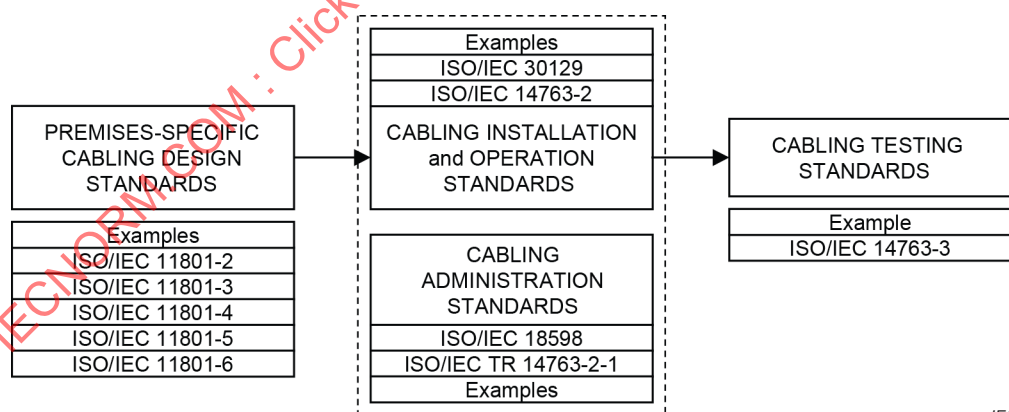 PREMISES-SPECIFIC
CABLING DESIGN
STANDARDS
Examples
ISO/IEC 11801-2
ISO/IEC 11801-3
ISO/IEC 11801-4
ISO/IEC 11801-5
ISO/IEC 11801-6
Examples
ISO/IEC 30129
ISO/IEC 14763-2
CABLING INSTALLATION
and OPERATION
STANDARDS
CABLING
ADMINISTRATION
STANDARDS
ISO/IEC 18598
ISO/IEC TR 14763-2-1
Examples
CABLING TESTING
STANDARDS
Example
ISO/IEC 14763-3
IECNORM.COM : Click